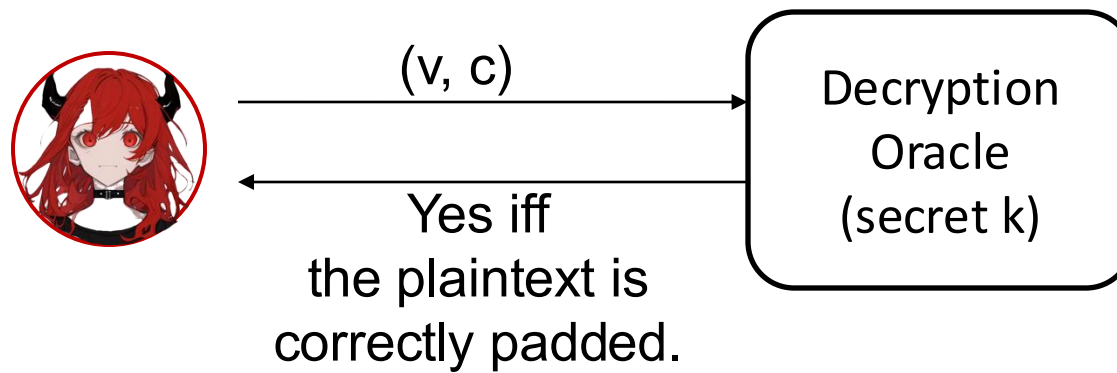 (v, c)
Yes iff
the plaintext is
correctly padded.
Decryption
Oracle
(secret k)